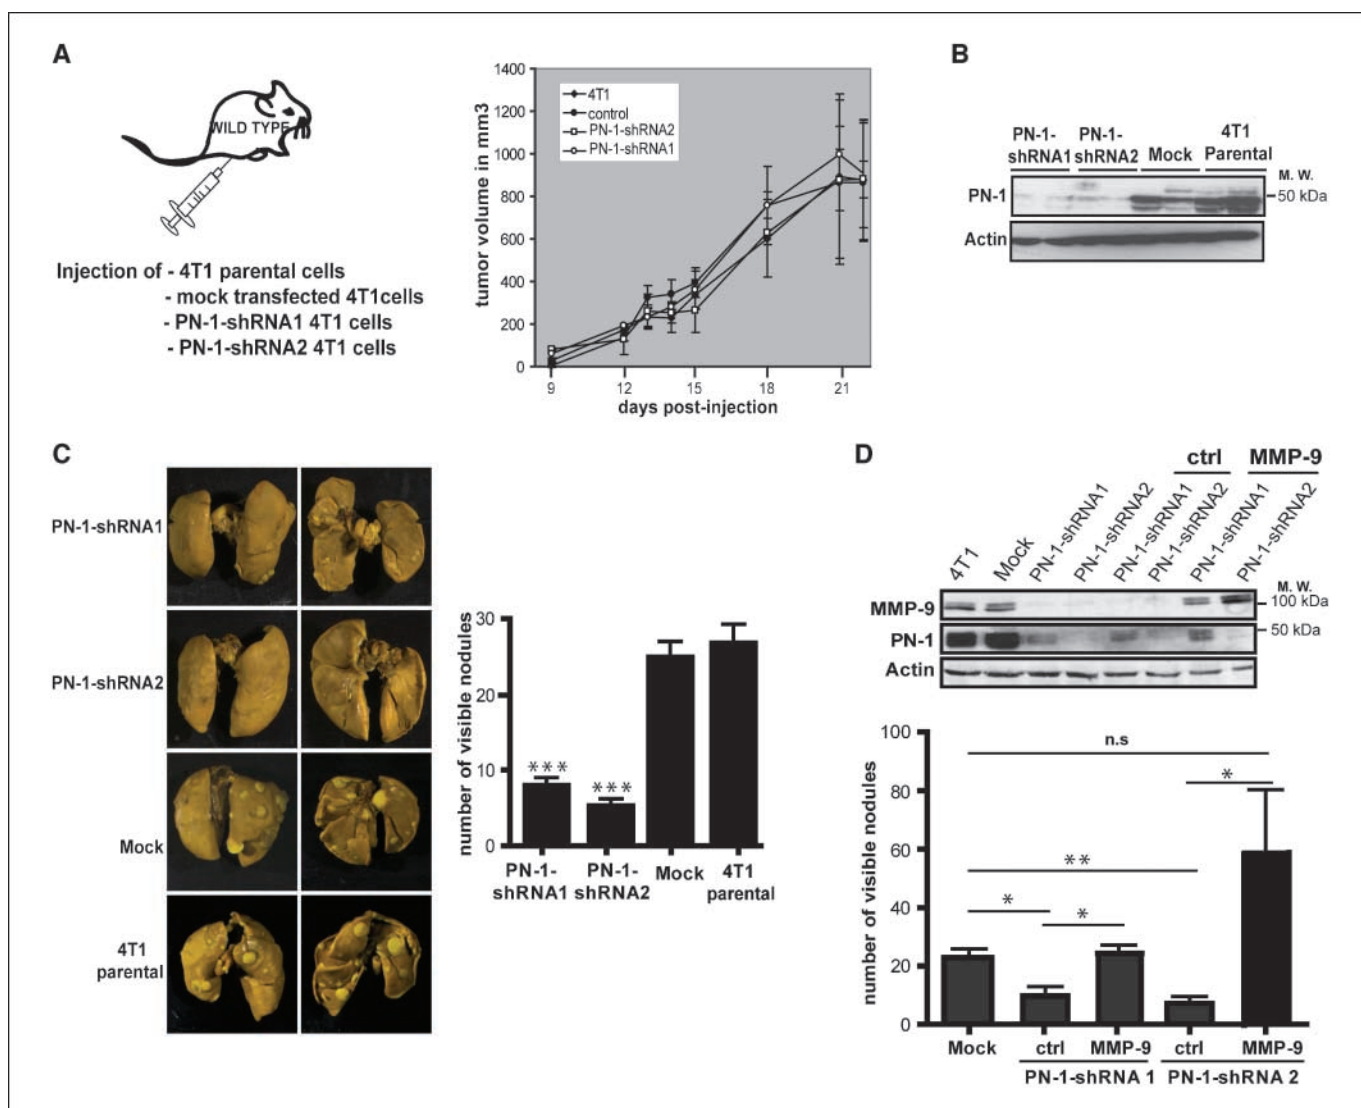 A
WILD TYPE
Injection of - 4T1 parental cells
- mock transfected 4T1cells
- PN-1-shRNA1 4T1 cells
- PN-1-shRNA2 4T1 cells
tumor volume in mm3
1400
1200
1000
800
600
400
200
0
4T1
control
PN-1-shRNA2
PN-1-shRNA1
9 12 15 18 21
days post-injection
B
PN-1-shRNA1 PN-1-shRNA2 Mock 4T1 Parental
M. W.
PN-1
50 kDa
Actin
C
PN-1-shRNA1
PN-1-shRNA2
Mock
4T1 parental
number of visible nodules
30
20
10
0
***
***
PN-1-shRNA1 PN-1-shRNA2 Mock 4T1 parental
D
ctrl MMP-9
4T1 Mock PN-1-shRNA1 PN-1-shRNA2 PN-1-shRNA1 PN-1-shRNA2 PN-1-shRNA1 PN-1-shRNA2
M. W.
MMP-9
100 kDa
PN-1
50 kDa
Actin
number of visible nodules
100
80
60
40
20
0
n.s
*
**
*
*
Mock ctrl MMP-9 ctrl MMP-9
PN-1-shRNA 1 PN-1-shRNA 2